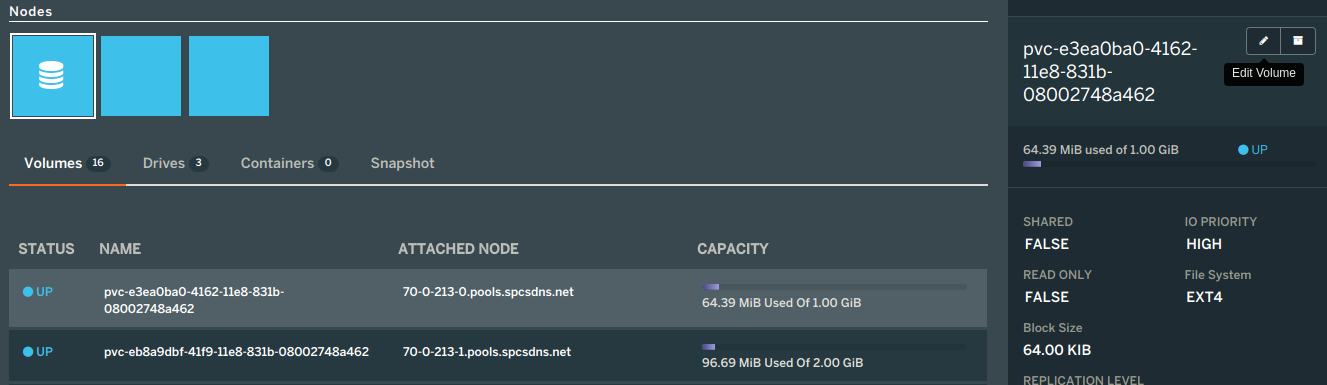 Nodes
Volumes 16 Drives 3 Containers 0 Snapshot
STATUS NAME ATTACHED NODE CAPACITY
UP pvc-e3ea0ba0-4162-11e8-831b-
08002748a462 70-0-213-0.pools.spcsdns.net 64.39 MiB Used Of 1.00 GiB
UP pvc-eb8a9dbf-41f9-11e8-831b-08002748a462 70-0-213-1.pools.spcsdns.net 96.69 MiB Used Of 2.00 GiB
pvc-e3ea0ba0-4162-
11e8-831b-
08002748a462
Edit Volume
64.39 MiB used of 1.00 GiB UP
SHARED IO PRIORITY
FALSE HIGH
READ ONLY File System
FALSE EXT4
Block Size
64.00 KIB
REPLICATION LEVEL